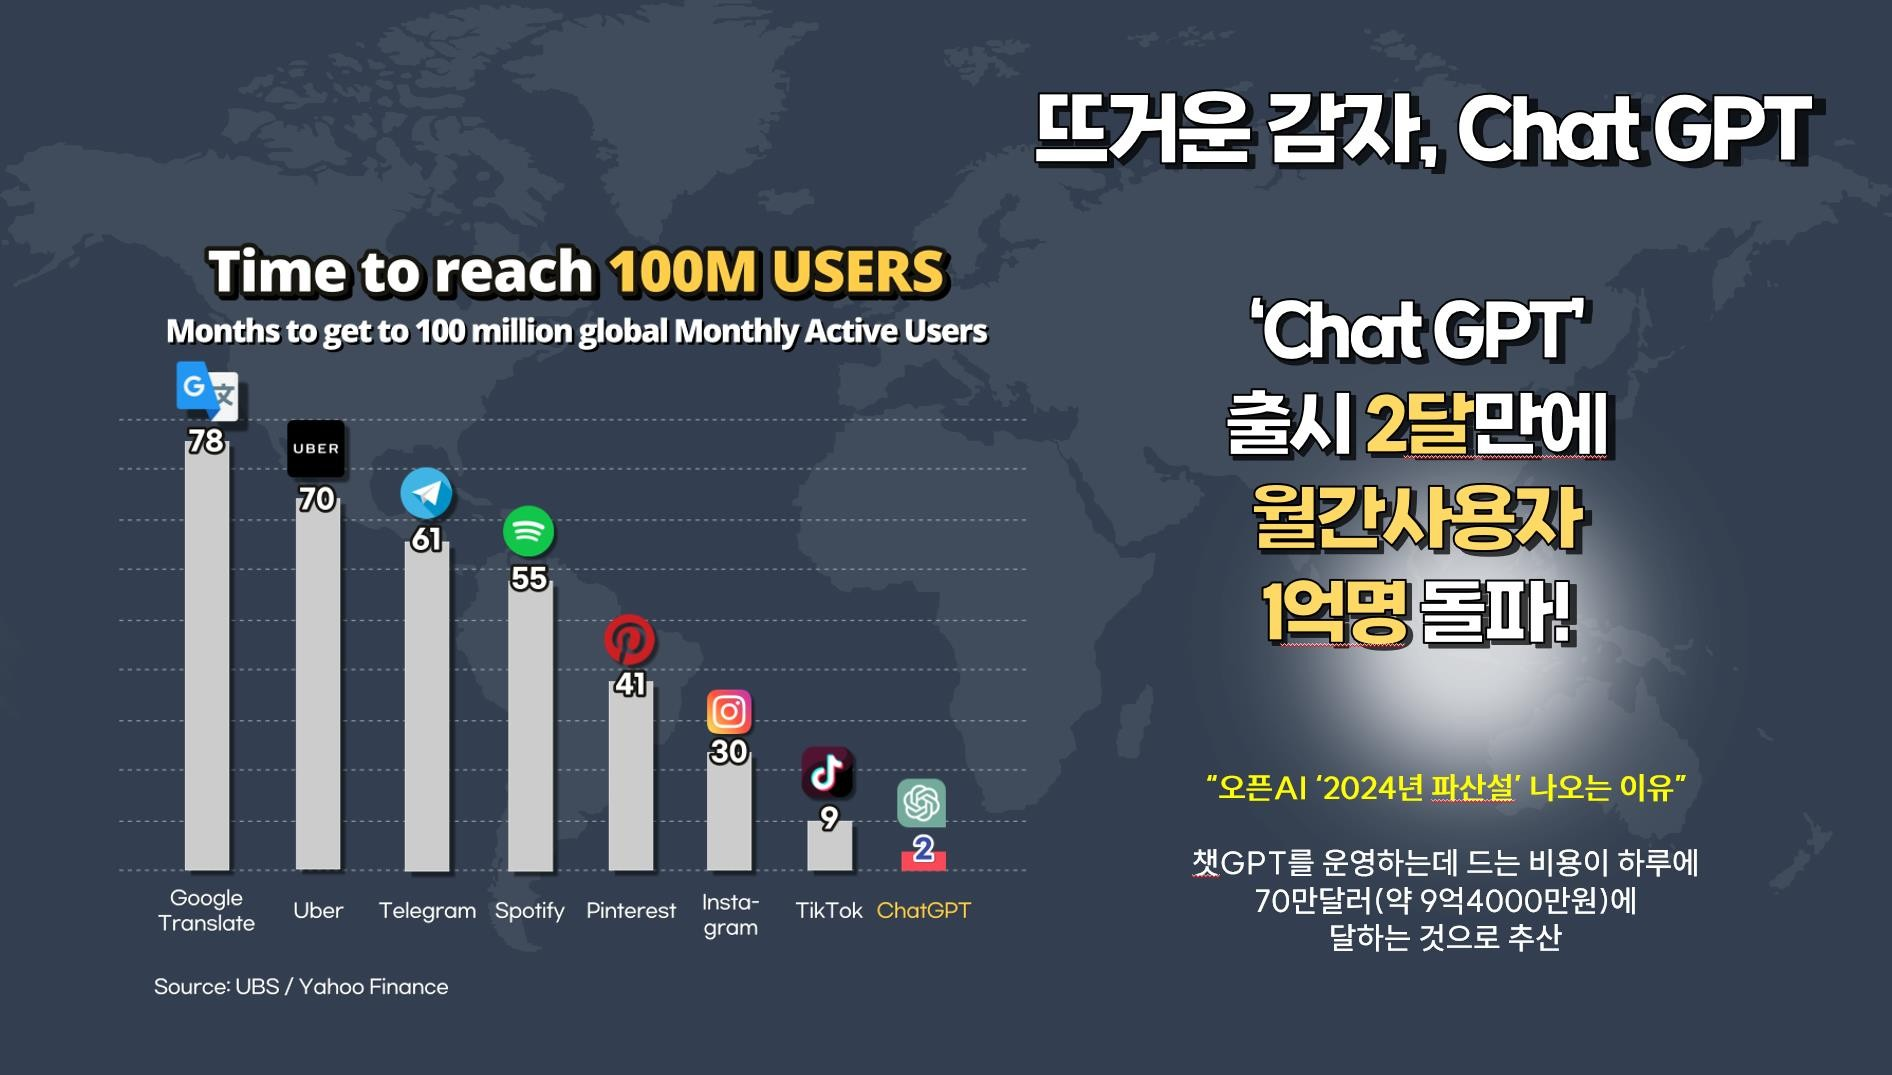 뜨거운 감자, Chat GPT
Time to reach 100M USERS
Months to get to 100 million global Monthly Active Users
78
UBER
70
61
55
41
30
9
2
Google
Translate
Uber
Telegram
Spotify
Pinterest
Insta-
gram
TikTok
ChatGPT
Source: UBS / Yahoo Finance
‘Chat GPT’
출시 2달만에
월간사용자
1억명 돌파!
“오픈AI ‘2024년 파산설’ 나오는 이유”
챗GPT를 운영하는데 드는 비용이 하루에
70만달러(약 9억4000만원)에
달하는 것으로 추산